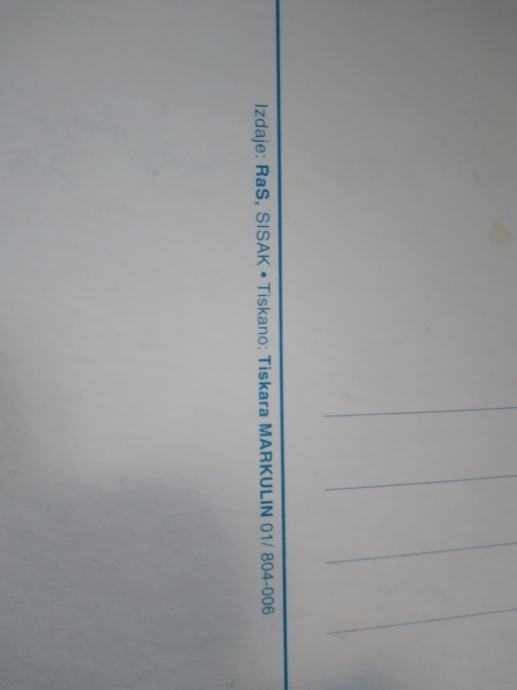 Izdaje: RaS, SISAK • Tiskano: Tiskara MARKULIN 01/ 804-006